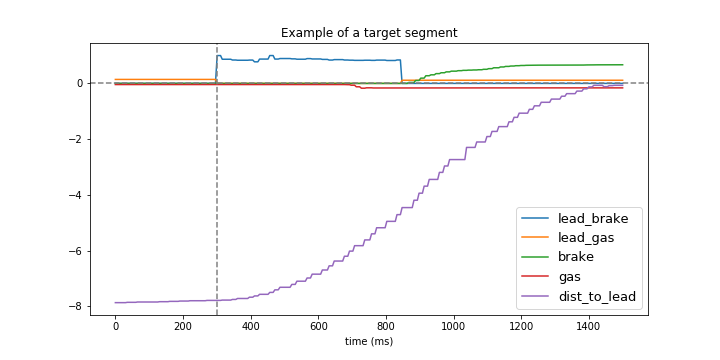 Example of a target segment
0
−2
−4
−6
−8
lead_brake
lead_gas
brake
gas
dist_to_lead
0 200 400 600 800 1000 1200 1400
time (ms)